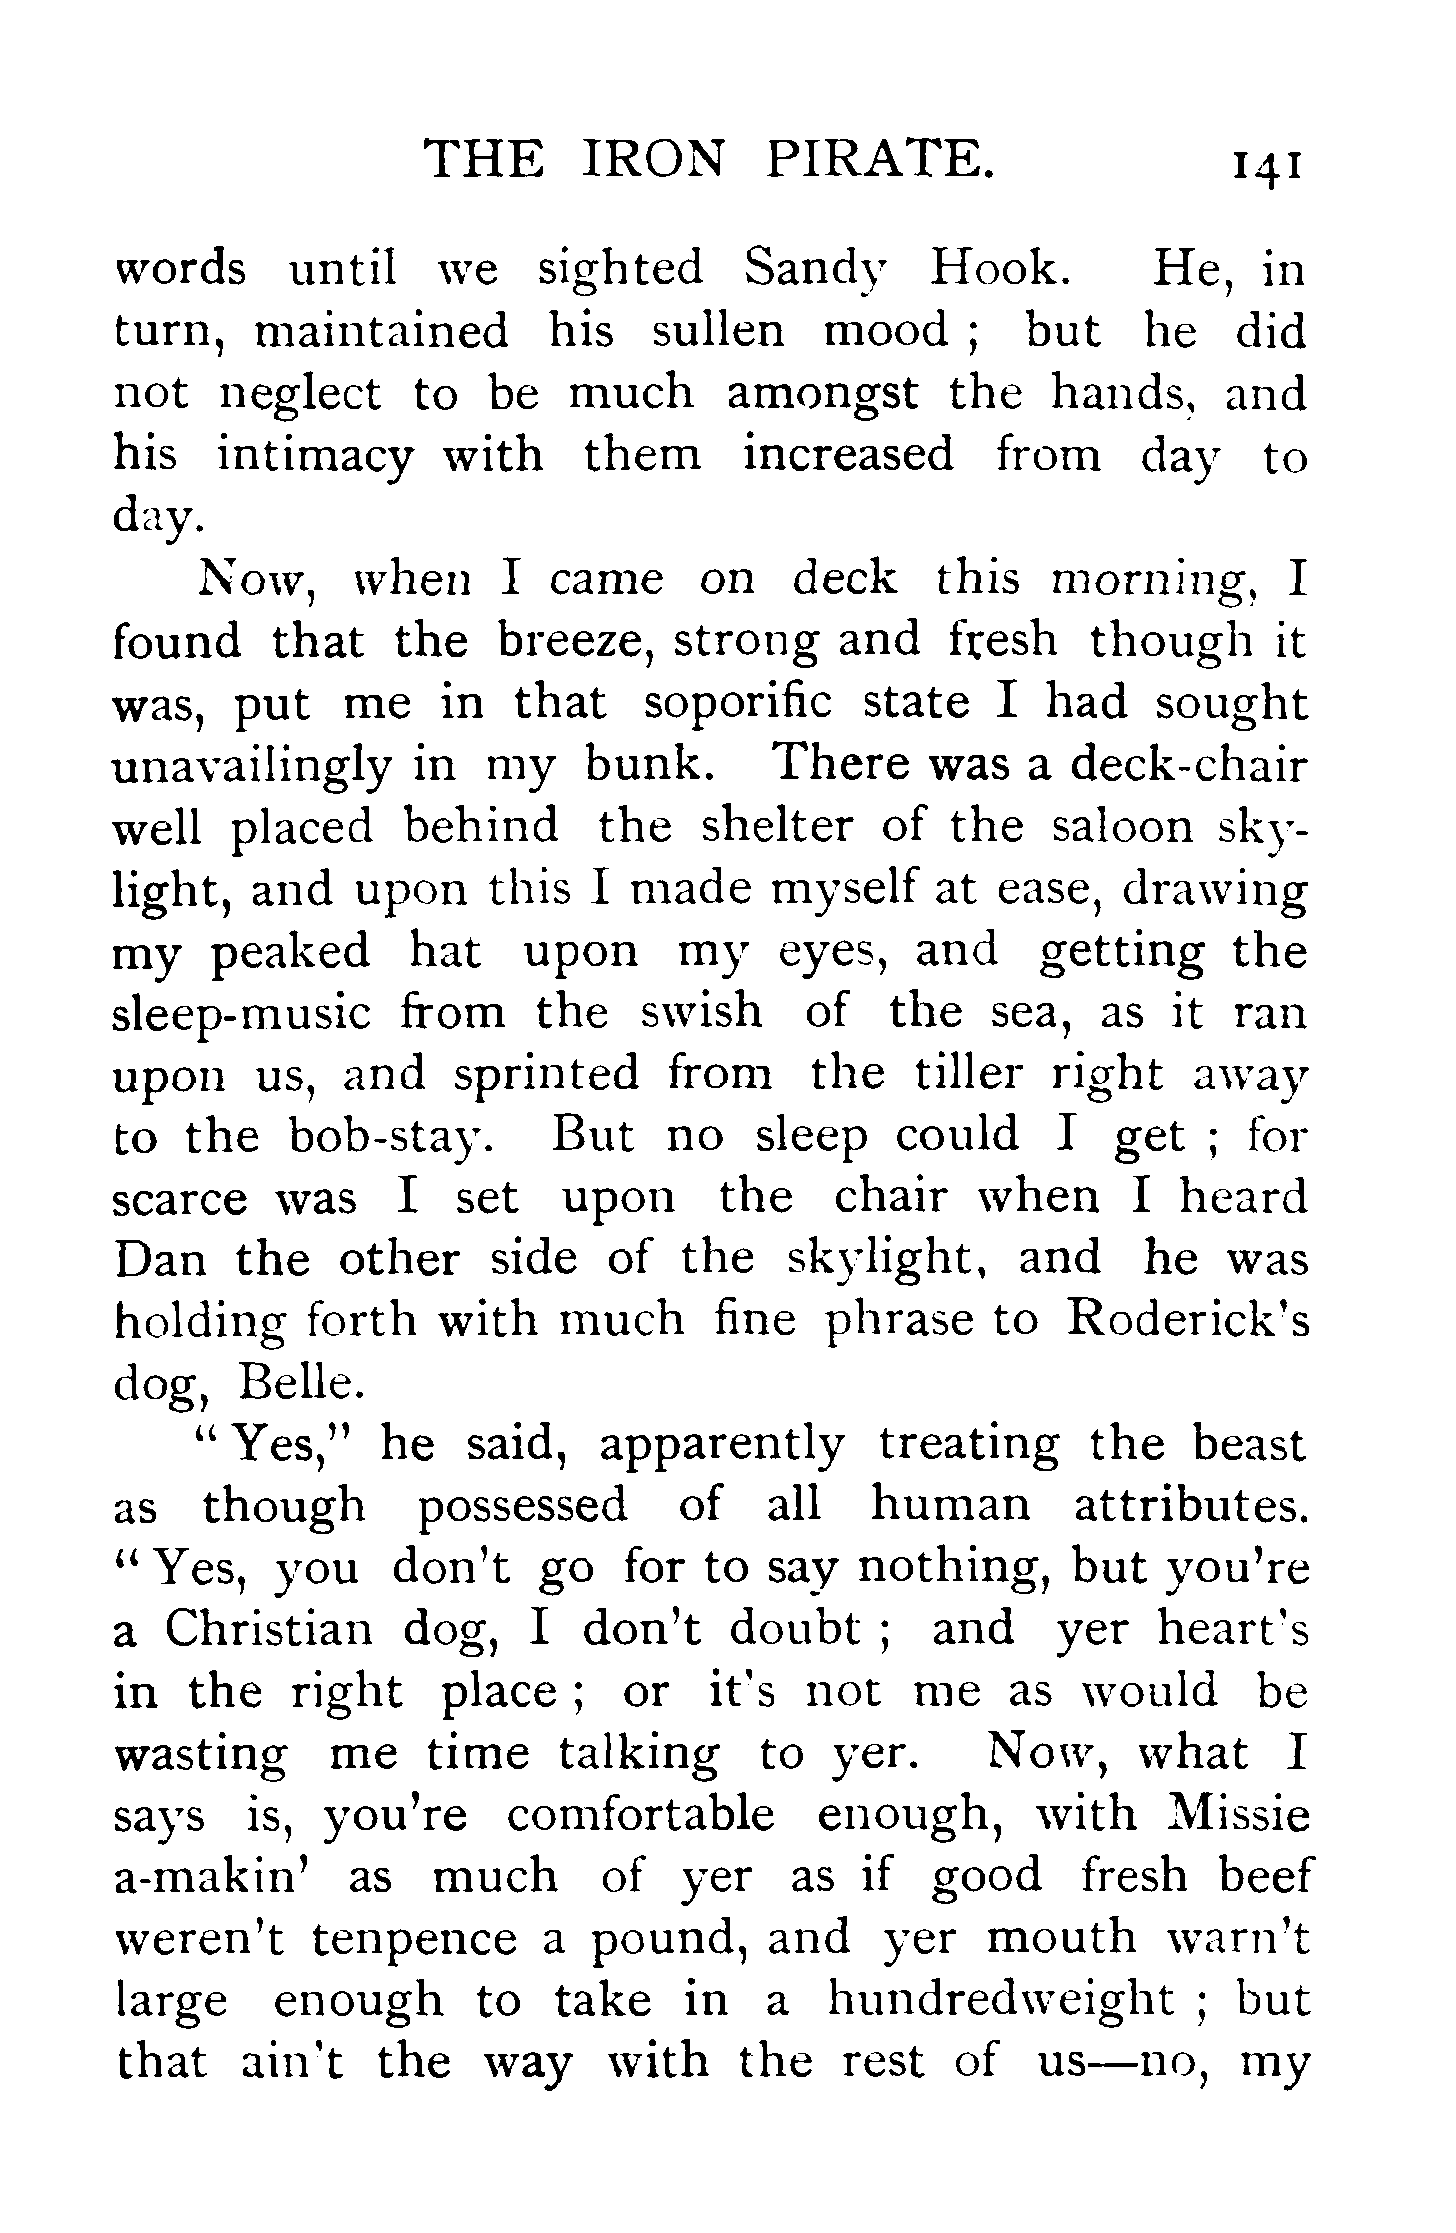 THE IRON PIRATE. 141
words until we sighted Sandy Hook. He, in
turn, maintained his sullen mood ; but he did
not neglect to be much amongst the hands, and
his intimacy with them increased from day to
day.
Now, when I came on deck this morning, I
found that the breeze, strong and fresh though it
was, put me in that soporific state I had sought
unavailingly in my bunk. There was a deck-chair
well placed behind the shelter of the saloon sky-
light, and upon this I made myself at ease, drawing
my peaked hat upon my eyes, and getting the
sleep-music from the swish of the sea, as it ran
upon us, and sprinted from the tiller right away
to the bob-stay. But no sleep could I get ; for
scarce was I set upon the chair when I heard
Dan the other side of the skylight, and he was
holding forth with much fine phrase to Roderick's
dog, Belle.
" Yes," he said, apparently treating the beast
as though possessed of all human attributes.
" Yes, you don't go for to say nothing, but you're
a Christian dog, I don't doubt ; and yer heart's
in the right place ; or it's not me as would be
wasting me time talking to yer. Now, what I
says is, you're comfortable enough, with Missie
a-makin' as much of yer as if good fresh beef
weren't tenpence a pound, and yer mouth warn't
large enough to take in a hundredweight ; but
that ain't the way with the rest of us—no, my